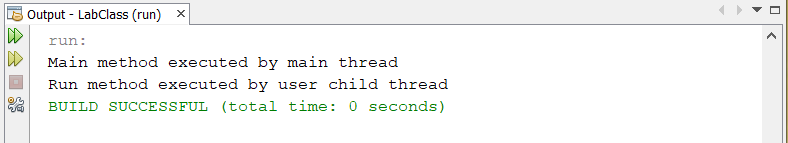 Output - LabClass (run)
run:
Main method executed by main thread
Run method executed by user child thread
BUILD SUCCESSFUL (total time: 0 seconds)